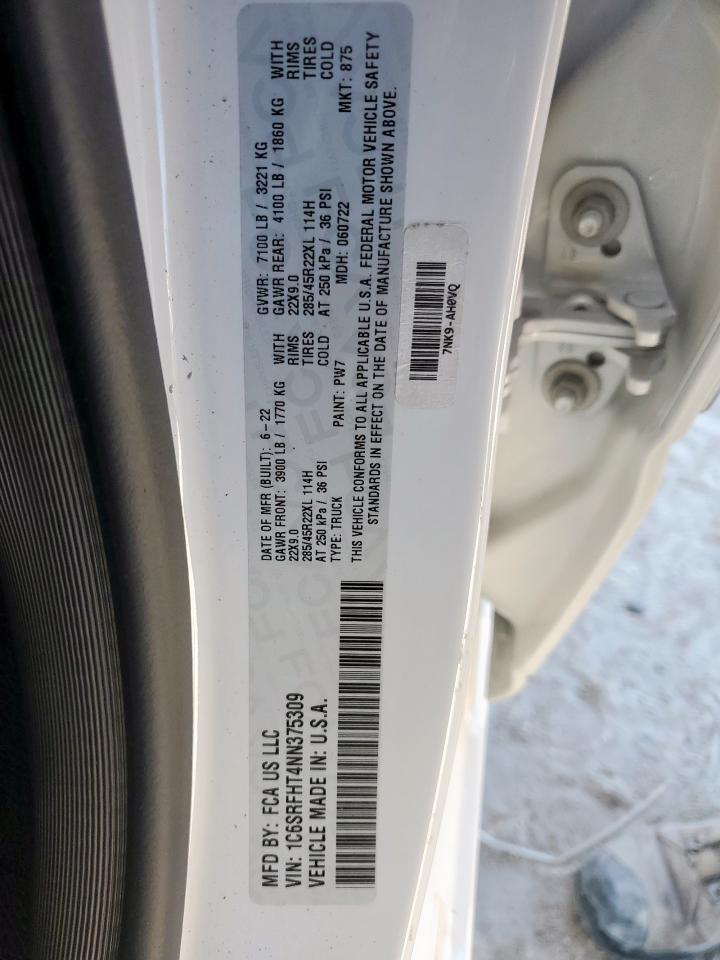 MFD BY: FCA US LLC
VIN: 1C6SRFHT4NN375309
VEHICLE MADE IN: U.S.A.
DATE OF MFR (BUILT): 6-22 GVWR: 7100 LB / 3221 KG
GAWR FRONT: 3900 LB / 1770 KG WITH GAWR REAR: 4100 LB / 1860 KG WITH
22X9.0 RIMS 22X9.0 RIMS
285/45R22XL 114H TIRES 285/45R22XL 114H TIRES
AT 250 kPa / 36 PSI COLD AT 250 kPa / 36 PSI COLD
TYPE: TRUCK PAINT: PW7 MDH: 060722 MKT: 875
THIS VEHICLE CONFORMS TO ALL APPLICABLE U.S.A. FEDERAL MOTOR VEHICLE SAFETY
STANDARDS IN EFFECT ON THE DATE OF MANUFACTURE SHOWN ABOVE.
7NK9-AH0VQ